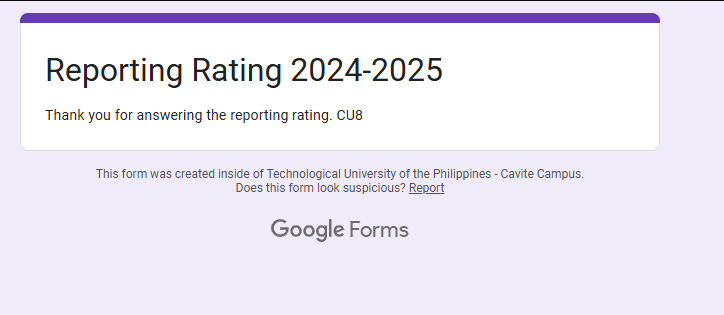 Reporting Rating 2024-2025
Thank you for answering the reporting rating. CU8
This form was created inside of Technological University of the Philippines - Cavite Campus.
Does this form look suspicious? Report
Google Forms